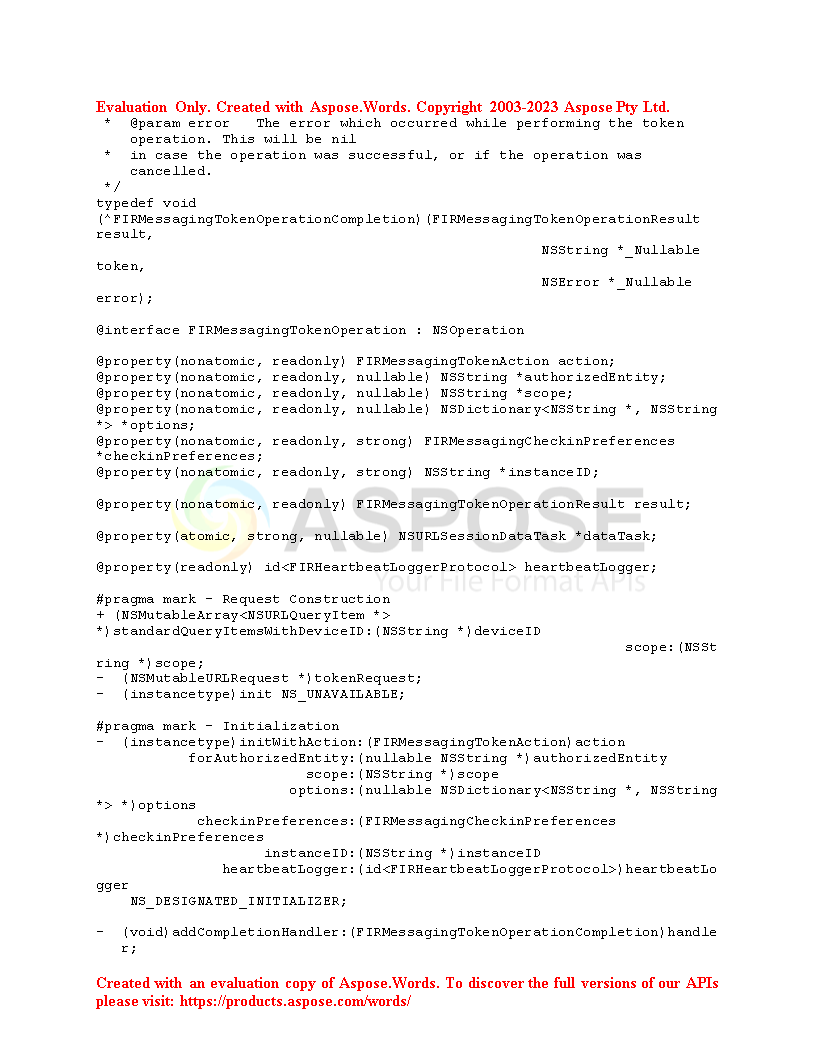 Evaluation Only. Created with Aspose.Words. Copyright 2003-2023 Aspose Pty Ltd.
* @param error The error which occurred while performing the token
operation. This will be nil
* in case the operation was successful, or if the operation was
cancelled.
*/
typedef void
(^FIRMessagingTokenOperationCompletion)(FIRMessagingTokenOperationResult
result,
NSString *_Nullable
token,
NSError *_Nullable
error);
@interface FIRMessagingTokenOperation : NSOperation
@property(nonatomic, readonly) FIRMessagingTokenAction action;
@property(nonatomic, readonly, nullable) NSString *authorizedEntity;
@property(nonatomic, readonly, nullable) NSString *scope;
@property(nonatomic, readonly, nullable) NSDictionary<NSString *, NSString
*> *options;
@property(nonatomic, readonly, strong) FIRMessagingCheckinPreferences
*checkinPreferences;
@property(nonatomic, readonly, strong) NSString *instanceID;
@property(nonatomic, readonly) FIRMessagingTokenOperationResult result;
ASPOSE
@property(atomic, strong, nullable) NSURLSessionDataTask *dataTask;
@property(readonly) id<FIRHeartbeatLoggerProtocol> heartbeatLogger;
Your File Format APIs
#pragma mark - Request Construction
+ (NSMutableArray<NSURLQueryItem *>
*)standardQueryItemsWithDeviceID:(NSString *)deviceID
scope:(NSSt
ring *)scope;
- (NSMutableURLRequest *)tokenRequest;
- (instancetype)init NS_UNAVAILABLE;
#pragma mark - Initialization
- (instancetype)initWithAction:(FIRMessagingTokenAction)action
forAuthorizedEntity:(nullable NSString *)authorizedEntity
scope:(NSString *)scope
options:(nullable NSDictionary<NSString *, NSString
*> *)options
checkinPreferences:(FIRMessagingCheckinPreferences
*)checkinPreferences
instanceID:(NSString *)instanceID
heartbeatLogger:(id<FIRHeartbeatLoggerProtocol>)heartbeatLo
gger
NS_DESIGNATED_INITIALIZER;
- (void)addCompletionHandler:(FIRMessagingTokenOperationCompletion)handle
r;
Created with an evaluation copy of Aspose.Words. To discover the full versions of our APIs
please visit: https://products.aspose.com/words/